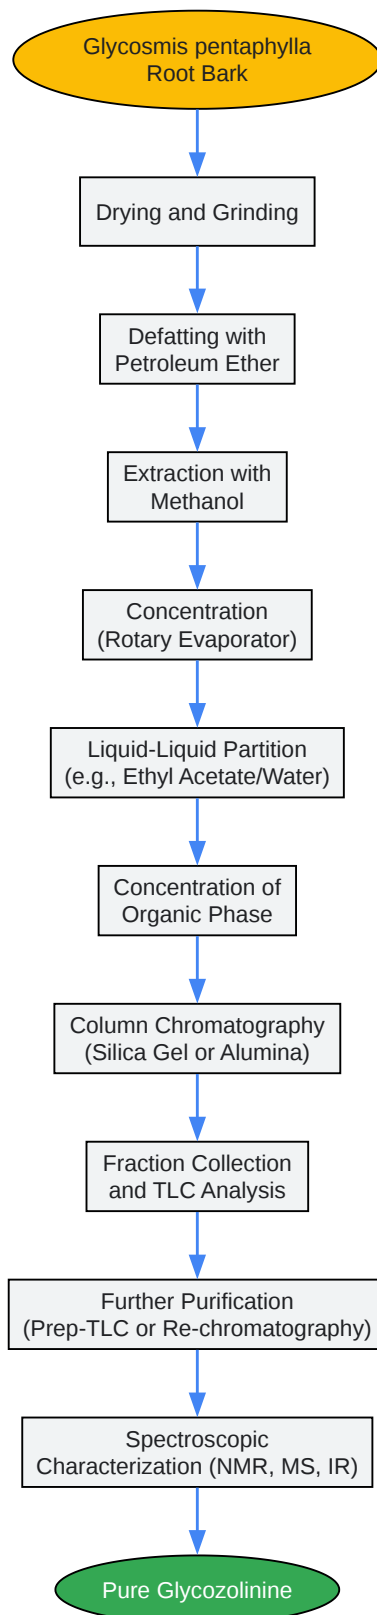 Glycosmis pentaphylla
Root Bark
Drying and Grinding
Defatting with
Petroleum Ether
Extraction with
Methanol
Concentration
(Rotary Evaporator)
Liquid-Liquid Partition
(e.g., Ethyl Acetate/Water)
Concentration of
Organic Phase
Column Chromatography
(Silica Gel or Alumina)
Fraction Collection
and TLC Analysis
Further Purification
(Prep-TLC or Re-chromatography)
Spectroscopic
Characterization (NMR, MS, IR)
Pure Glycozolinine